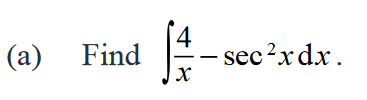 (a) Find ∫ 4/x − sec²x dx.